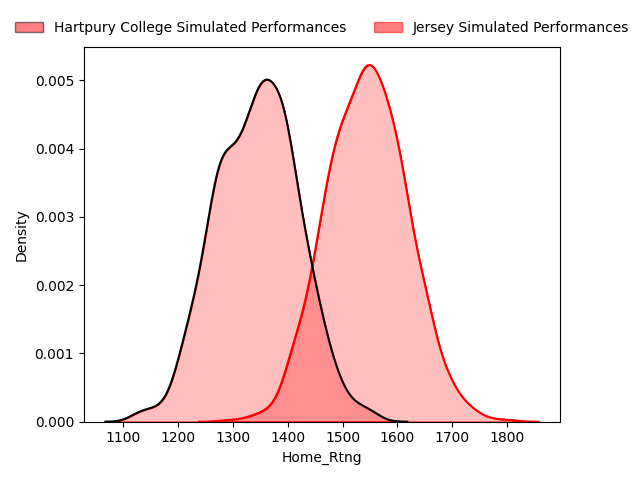 Hartpury College Simulated Performances Jersey Simulated Performances
0.005
0.004
0.003
0.002
0.001
0.000
Density
1100 1200 1300 1400 1500 1600 1700 1800
Home_Rtng